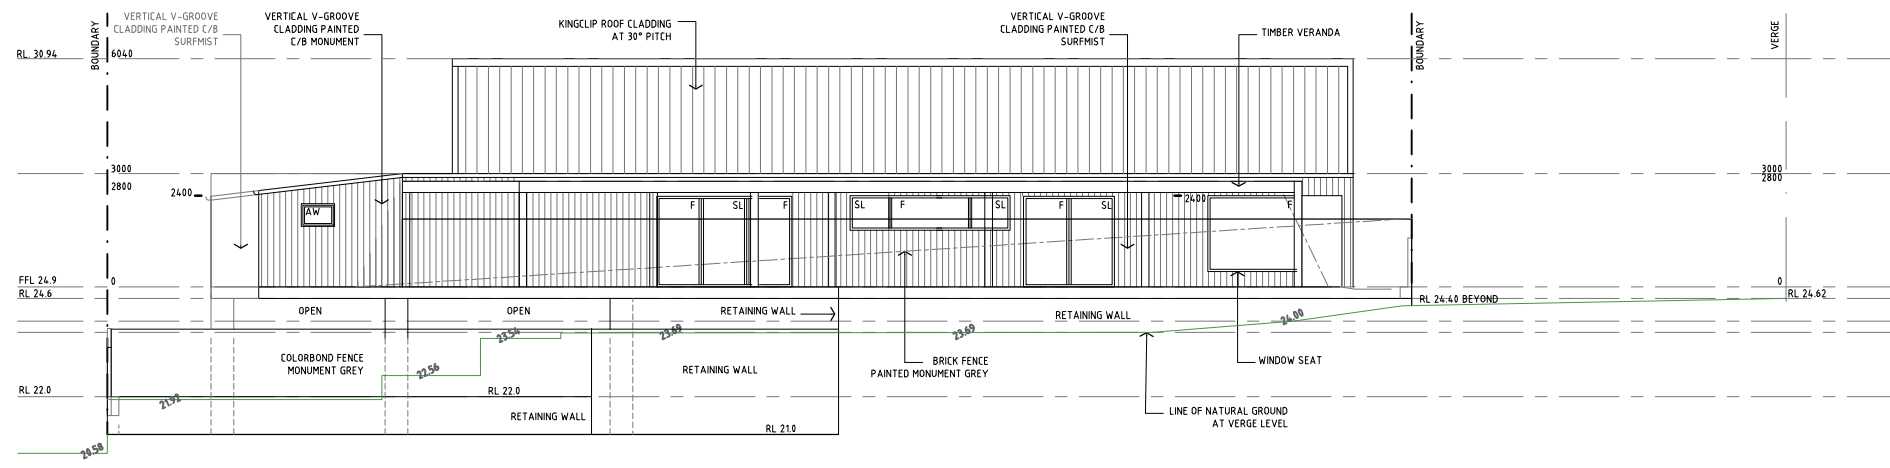 VERTICAL V-GROOVE
CLADDING PAINTED C/B
SURFMIST
BOUNDARY
VERTICAL V-GROOVE
CLADDING PAINTED
C/B MONUMENT
KINGCLIP ROOF CLADDING
AT 30° PITCH
VERTICAL V-GROOVE
CLADDING PAINTED C/B
SURFMIST
TIMBER VERANDA
BOUNDARY
VERGE
RL. 30.94
6040
3000
2800
2400
3000
2800
2400
AW
F
SL
F
SL
F
SL
F
SL
F
FFL 24.9
0
0
RL 24.6
RL 24.62
RL 24.40 BEYOND
OPEN
OPEN
RETAINING WALL
RETAINING WALL
24.00
23.54
23.69
23.69
COLORBOND FENCE
MONUMENT GREY
22.56
RETAINING WALL
BRICK FENCE
PAINTED MONUMENT GREY
WINDOW SEAT
RL 22.0
RL 22.0
21.92
RETAINING WALL
LINE OF NATURAL GROUND
AT VERGE LEVEL
RL 21.0
20.58